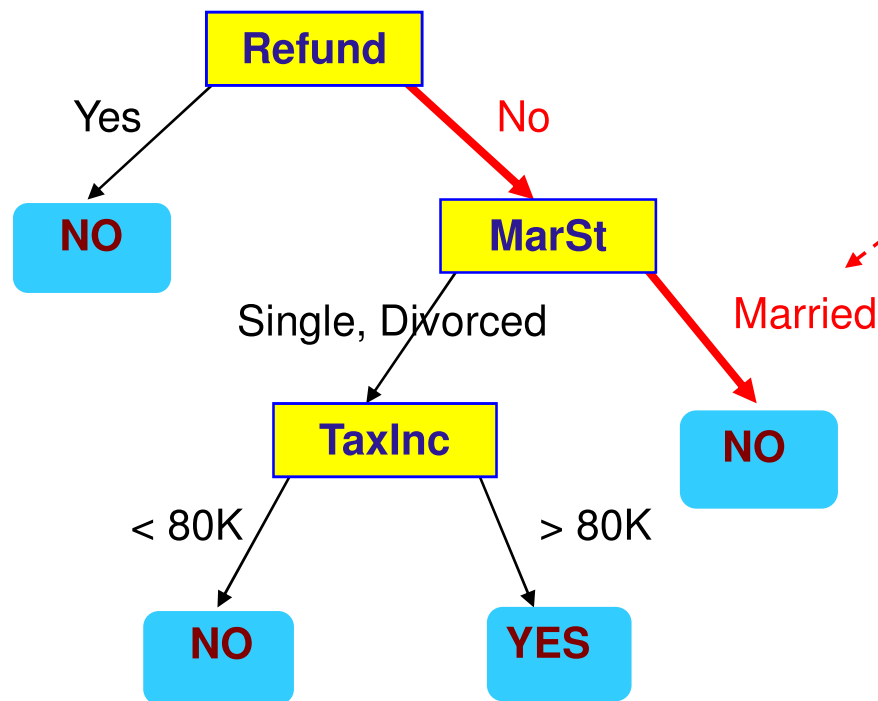 Refund
Yes
No
NO
MarSt
Single, Divorced
Married
TaxInc
NO
< 80K
> 80K
NO
YES